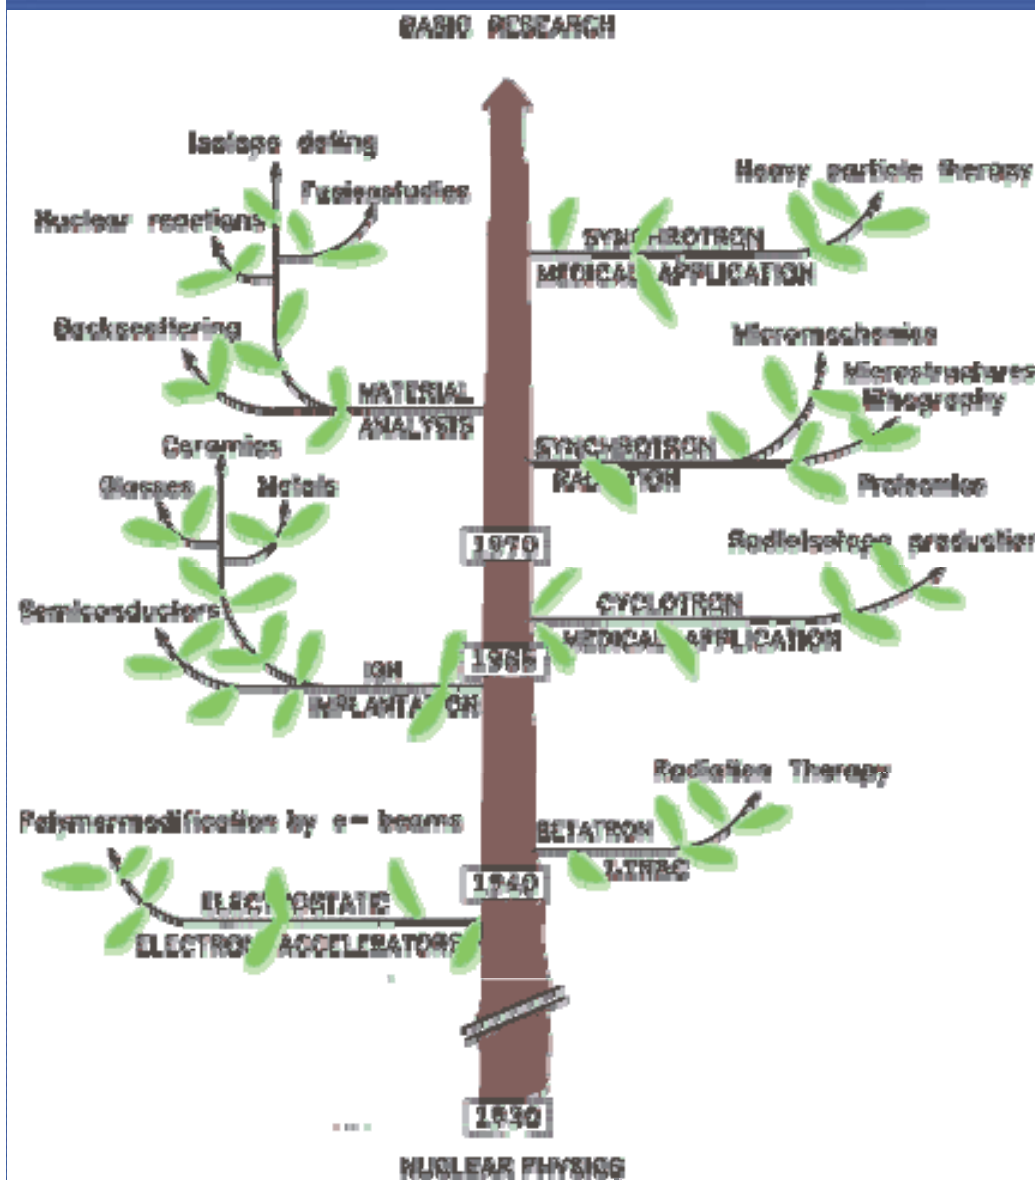 BASIC RESEARCH
Isotope dating
Fusionstudies
Nuclear reactions
Heavy particle therapy
SYNCHROTRON
MEDICAL APPLICATION
Backscattering
MATERIAL
ANALYSIS
Micromechanics
Microstructures
lithography
SYNCHROTRON
RADIATION
Proteomics
Ceramics
Glasses
Metals
1970
Radioisotope production
Semiconductors
CYCLOTRON
MEDICAL APPLICATION
1965
ION
IMPLANTATION
Radiation Therapy
Polymermodification by e- beams
BETATRON
LINAC
1940
ELECTROSTATIC
ELECTRON ACCELERATORS
1930
NUCLEAR PHYSICS